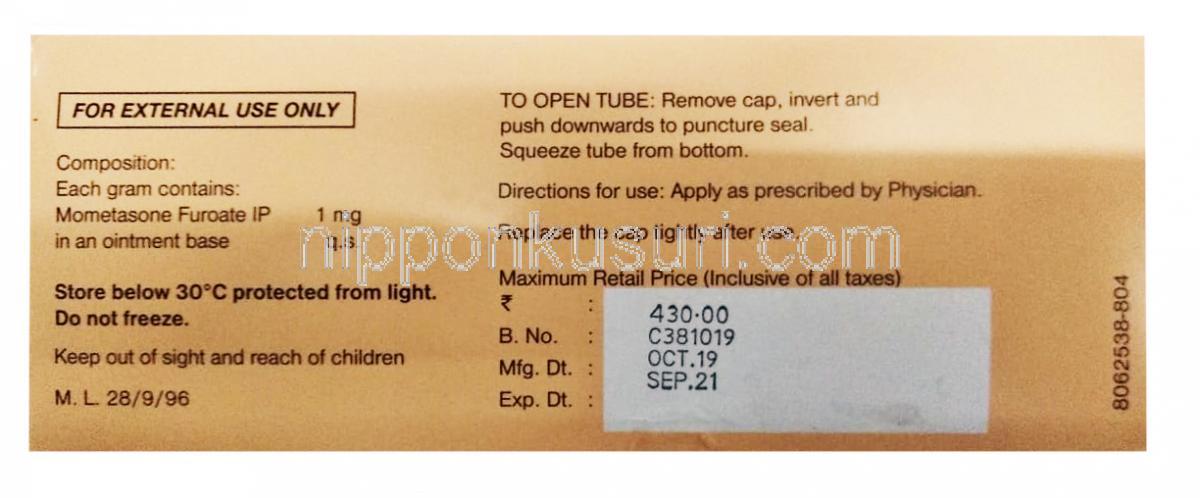 FOR EXTERNAL USE ONLY
Composition:
Each gram contains:
Mometasone Furoate IP 1 mg
in an ointment base q.s.
Store below 30°C protected from light.
Do not freeze.
Keep out of sight and reach of children
M. L. 28/9/96
TO OPEN TUBE: Remove cap, invert and
push downwards to puncture seal.
Squeeze tube from bottom.
Directions for use: Apply as prescribed by Physician.
Replace the cap tightly after use.
Maximum Retail Price (Inclusive of all taxes)
₹ : 430.00
B. No. : C381019
Mfg. Dt. : OCT.19
Exp. Dt. : SEP.21
8062538-804
nipponkusuri.com